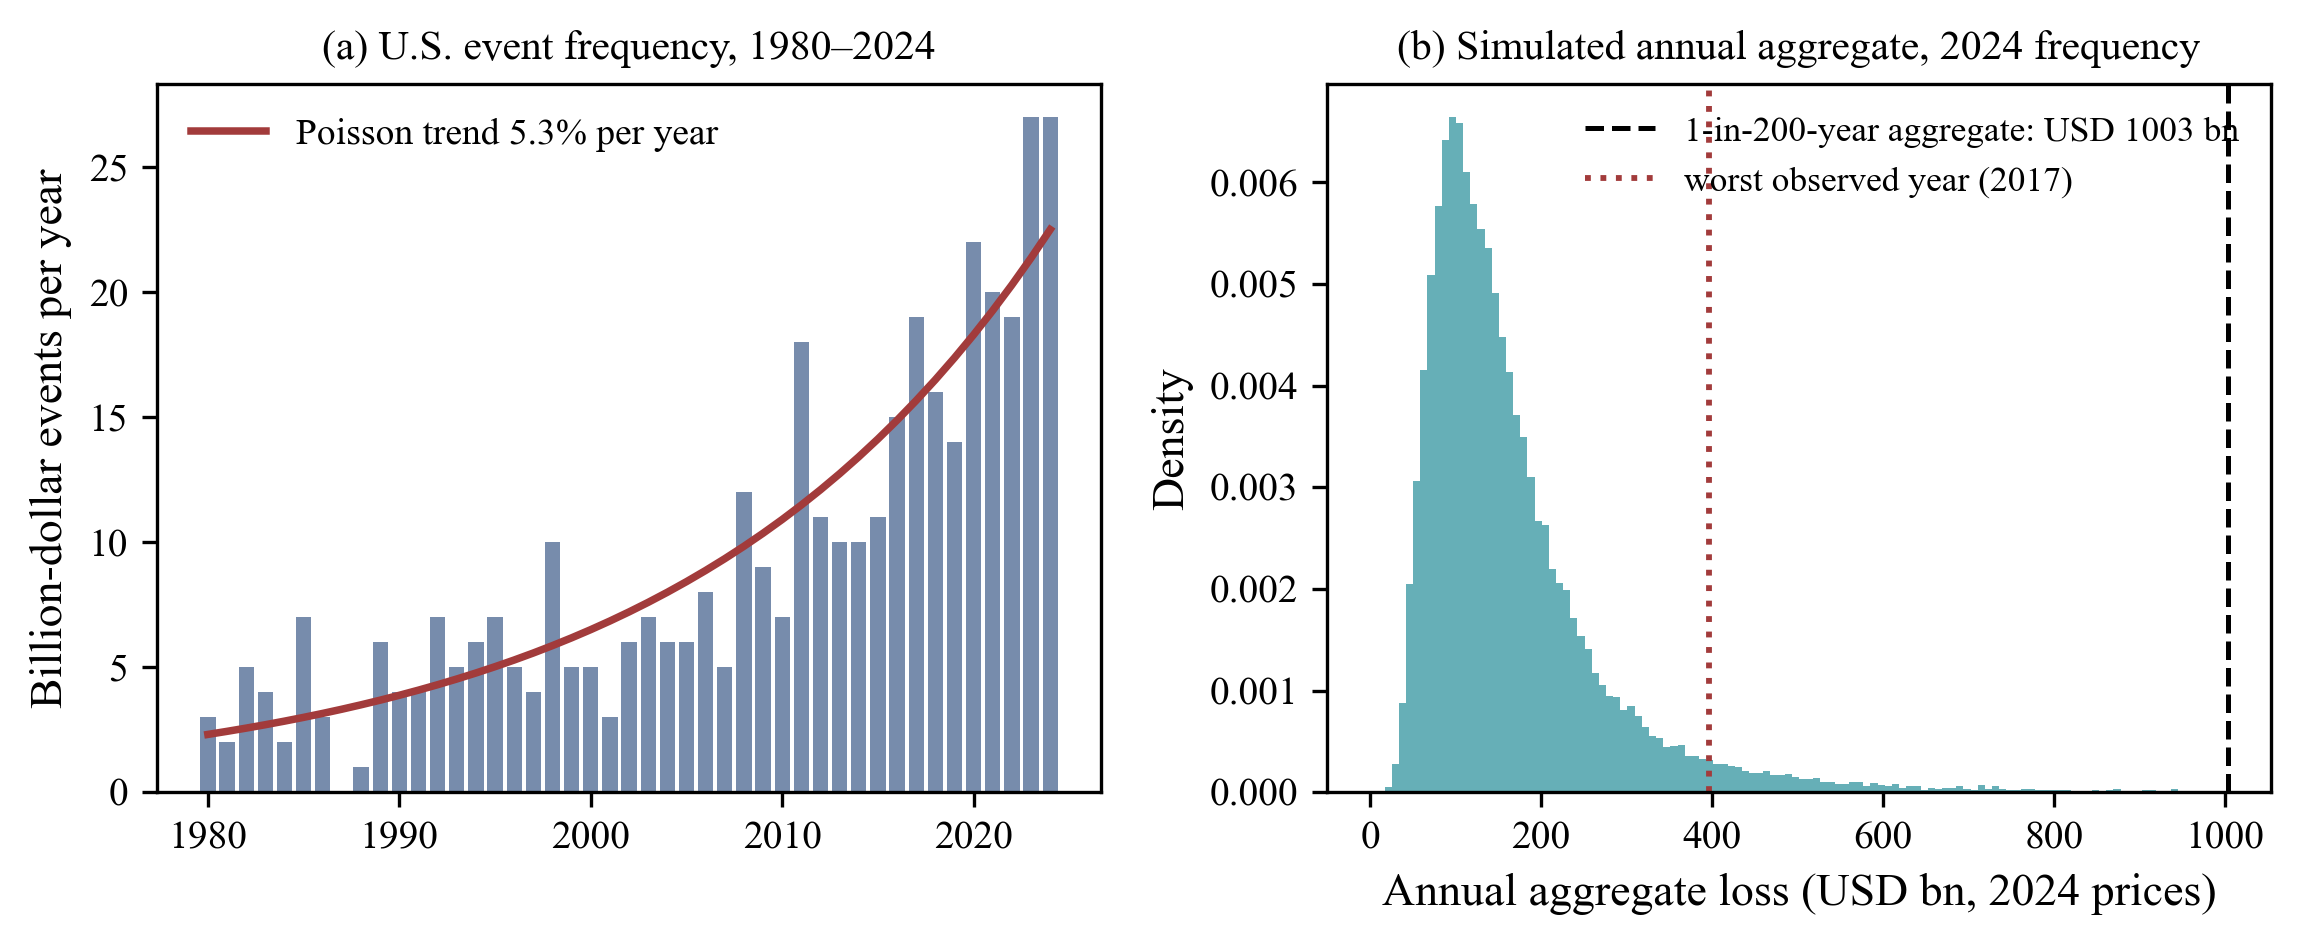 (a) U.S. event frequency, 1980–2024
Poisson trend 5.3% per year
Billion-dollar events per year
25
20
15
10
5
0
1980 1990 2000 2010 2020
(b) Simulated annual aggregate, 2024 frequency
1-in-200-year aggregate: USD 1003 bn
worst observed year (2017)
Density
0.006
0.005
0.004
0.003
0.002
0.001
0.000
0 200 400 600 800 1000
Annual aggregate loss (USD bn, 2024 prices)